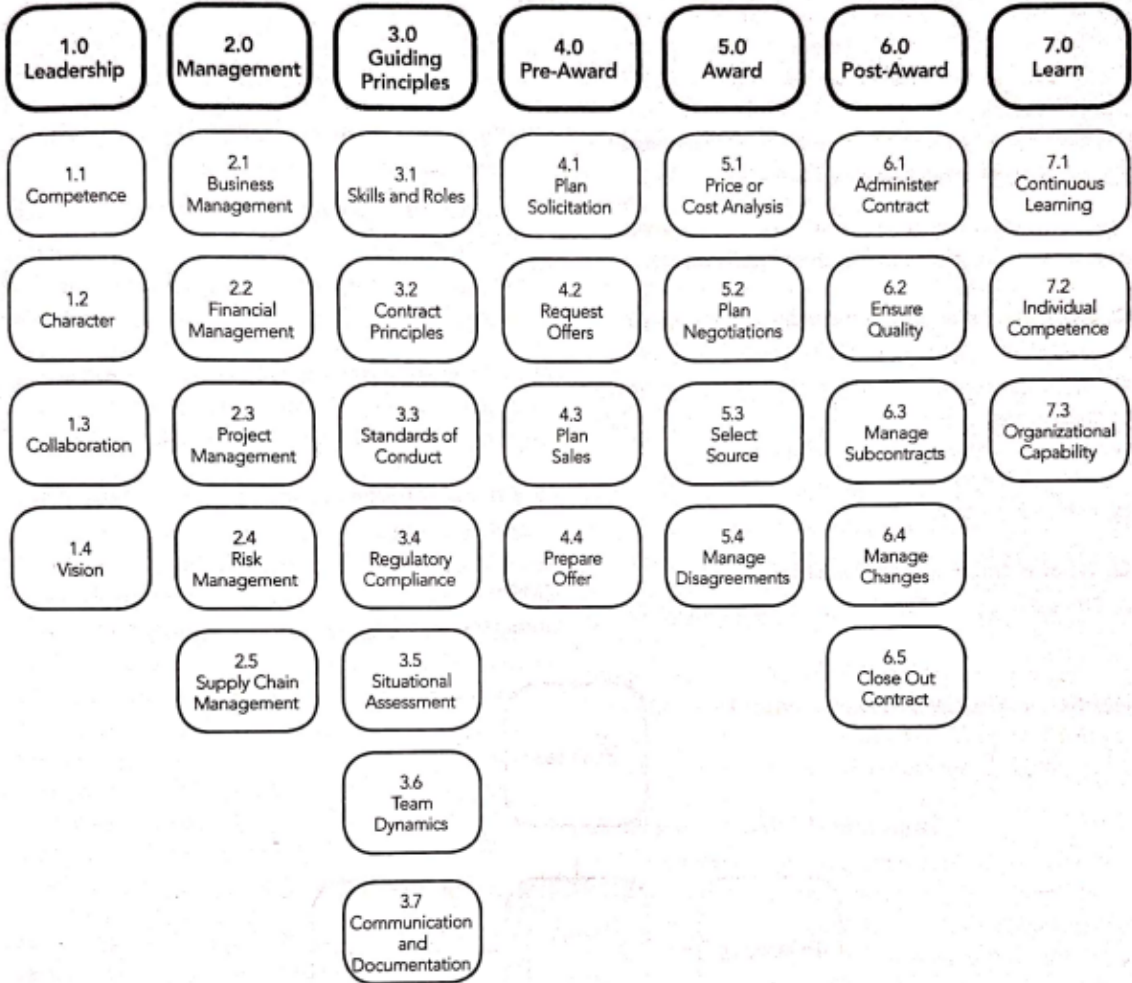 1.0
Leadership
2.0
Management
3.0
Guiding
Principles
4.0
Pre-Award
5.0
Award
6.0
Post-Award
7.0
Learn
1.1
Competence
2.1
Business
Management
3.1
Skills and Roles
4.1
Plan
Solicitation
5.1
Price or
Cost Analysis
6.1
Administer
Contract
7.1
Continuous
Learning
1.2
Character
2.2
Financial
Management
3.2
Contract
Principles
4.2
Request
Offers
5.2
Plan
Negotiations
6.2
Ensure
Quality
7.2
Individual
Competence
1.3
Collaboration
2.3
Project
Management
3.3
Standards of
Conduct
4.3
Plan
Sales
5.3
Select
Source
6.3
Manage
Subcontracts
7.3
Organizational
Capability
1.4
Vision
2.4
Risk
Management
3.4
Regulatory
Compliance
4.4
Prepare
Offer
5.4
Manage
Disagreements
6.4
Manage
Changes
2.5
Supply Chain
Management
3.5
Situational
Assessment
6.5
Close Out
Contract
3.6
Team
Dynamics
3.7
Communication
and
Documentation